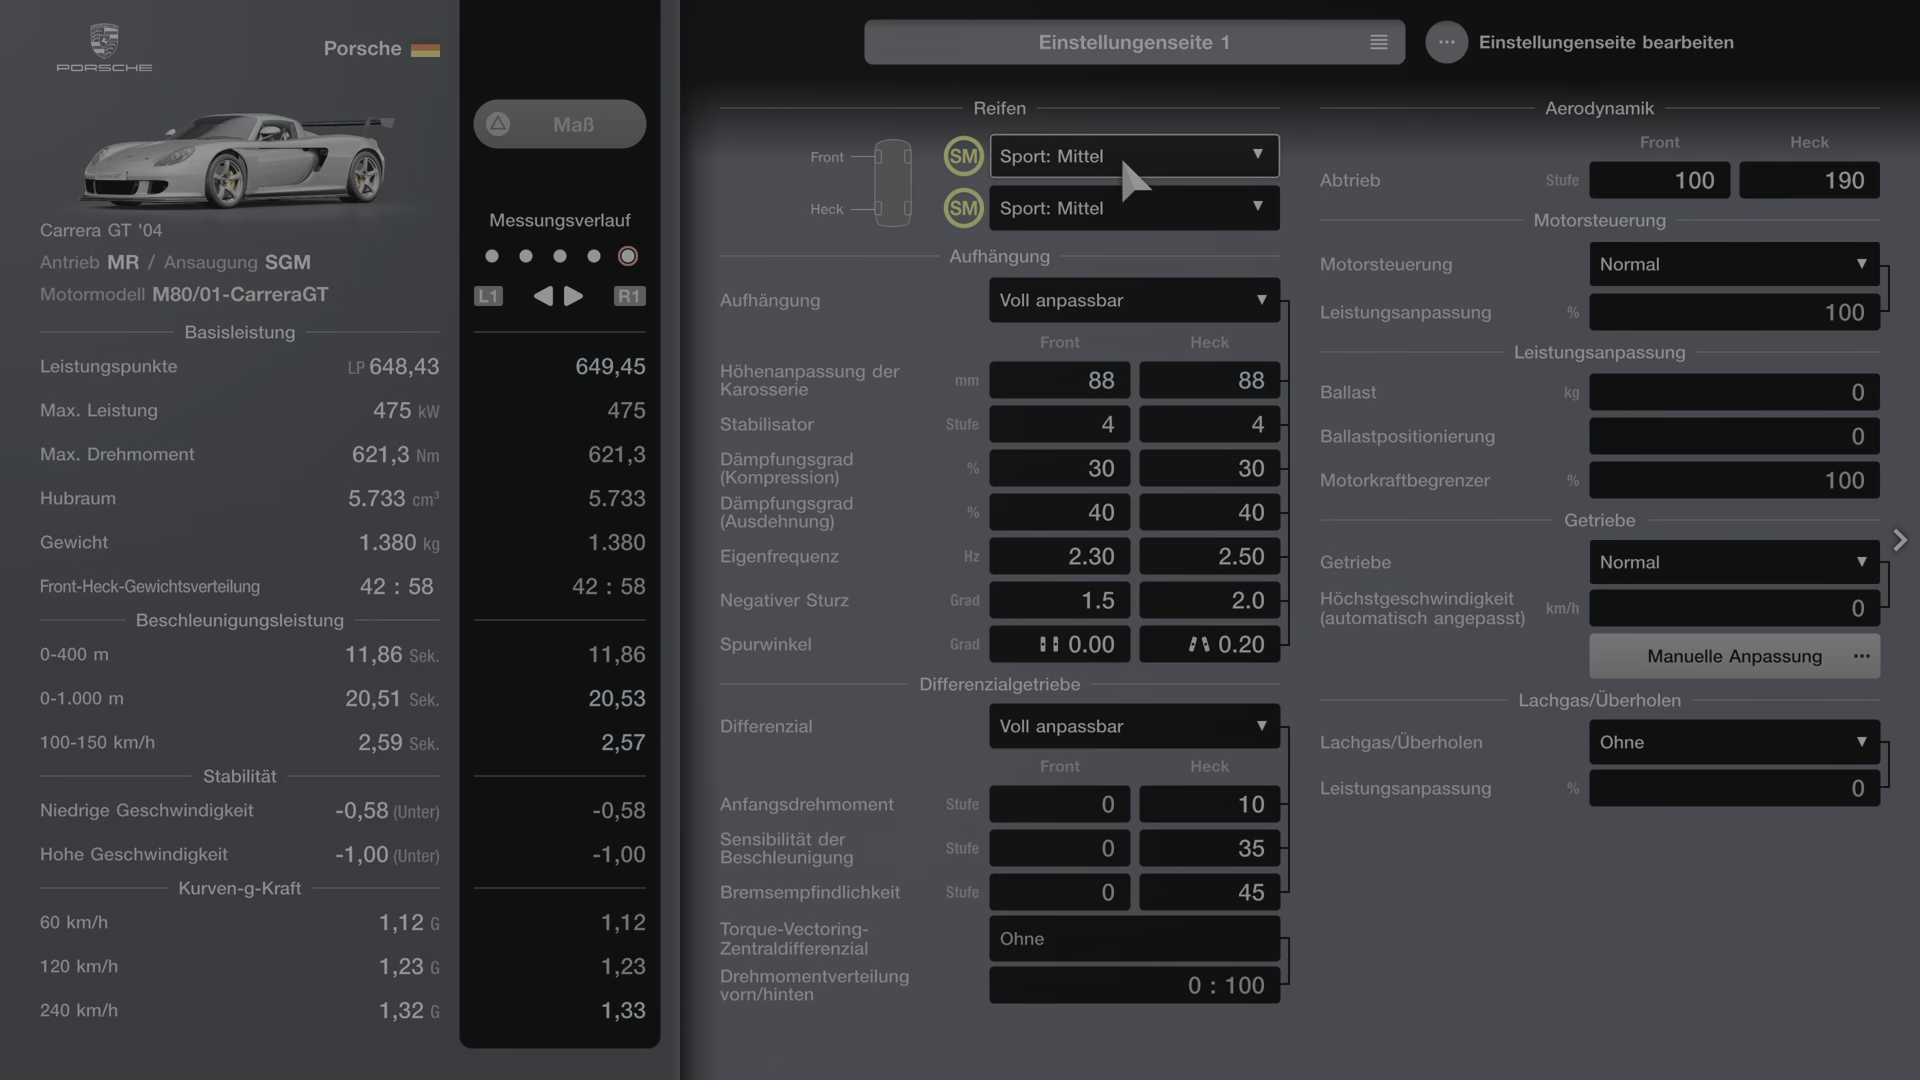 PORSCHE
Porsche
Carrera GT '04
Antrieb MR / Ansaugung SGM
Motormodell M80/01-CarreraGT
Basisleistung
Leistungspunkte LP 648,43
Max. Leistung 475 kW
Max. Drehmoment 621,3 Nm
Hubraum 5.733 cm³
Gewicht 1.380 kg
Front-Heck-Gewichtsverteilung 42 : 58
Beschleunigungsleistung
0-400 m 11,86 Sek.
0-1.000 m 20,51 Sek.
100-150 km/h 2,59 Sek.
Stabilität
Niedrige Geschwindigkeit -0,58 (Unter)
Hohe Geschwindigkeit -1,00 (Unter)
Kurven-g-Kraft
60 km/h 1,12 G
120 km/h 1,23 G
240 km/h 1,32 G
Maß
Messungsverlauf
L1 R1
649,45
475
621,3
5.733
1.380
42 : 58
11,86
20,53
2,57
-0,58
-1,00
1,12
1,23
1,33
Einstellungenseite 1
Einstellungenseite bearbeiten
Reifen
Front SM Sport: Mittel
Heck SM Sport: Mittel
Aufhängung
Aufhängung Voll anpassbar
Front Heck
Höhenanpassung der
Karosserie mm 88 88
Stabilisator Stufe 4 4
Dämpfungsgrad
(Kompression) % 30 30
Dämpfungsgrad
(Ausdehnung) % 40 40
Eigenfrequenz Hz 2.30 2.50
Negativer Sturz Grad 1.5 2.0
Spurwinkel Grad 0.00 0.20
Differenzialgetriebe
Differenzial Voll anpassbar
Front Heck
Anfangsdrehmoment Stufe 0 10
Sensibilität der
Beschleunigung Stufe 0 35
Bremsempfindlichkeit Stufe 0 45
Torque-Vectoring-
Zentraldifferenzial Ohne
Drehmomentverteilung
vorn/hinten 0 : 100
Aerodynamik
Front Heck
Abtrieb Stufe 100 190
Motorsteuerung
Motorsteuerung Normal
Leistungsanpassung % 100
Leistungsanpassung
Ballast kg 0
Ballastpositionierung 0
Motorkraftbegrenzer % 100
Getriebe
Getriebe Normal
Höchstgeschwindigkeit
(automatisch angepasst) km/h 0
Manuelle Anpassung
Lachgas/Überholen
Lachgas/Überholen Ohne
Leistungsanpassung % 0